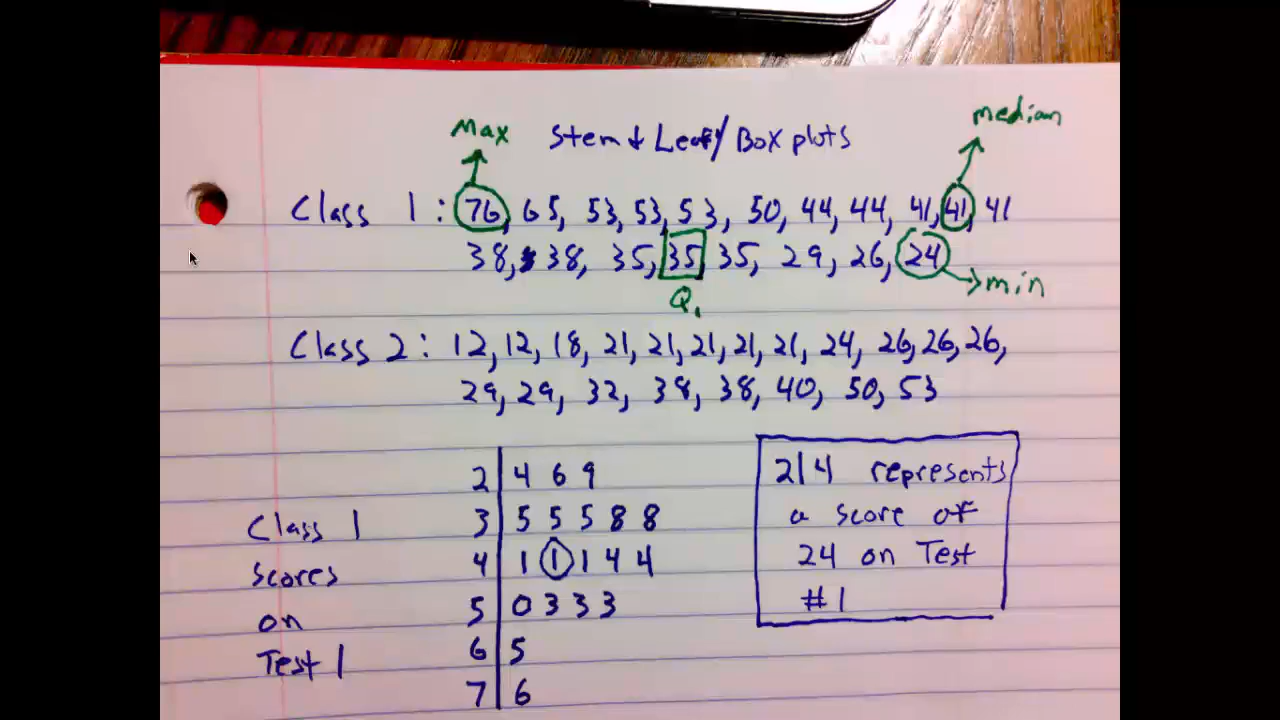 Max
median
Stem & Leaf/Box plots
Class 1: 76, 65, 53, 53, 53, 50, 44, 44, 41, 41, 41
38, 38, 35, 35, 35, 29, 26, 24
min
Q1
Class 2: 12, 12, 18, 21, 21, 21, 21, 21, 24, 26, 26, 26,
29, 29, 32, 38, 38, 40, 50, 53
2 | 4 6 9
3 | 5 5 5 8 8
4 | 1 1 1 4 4
5 | 0 3 3 3
6 | 5
7 | 6
Class 1
scores
on
Test 1
2|4 represents
a score of
24 on Test
#1